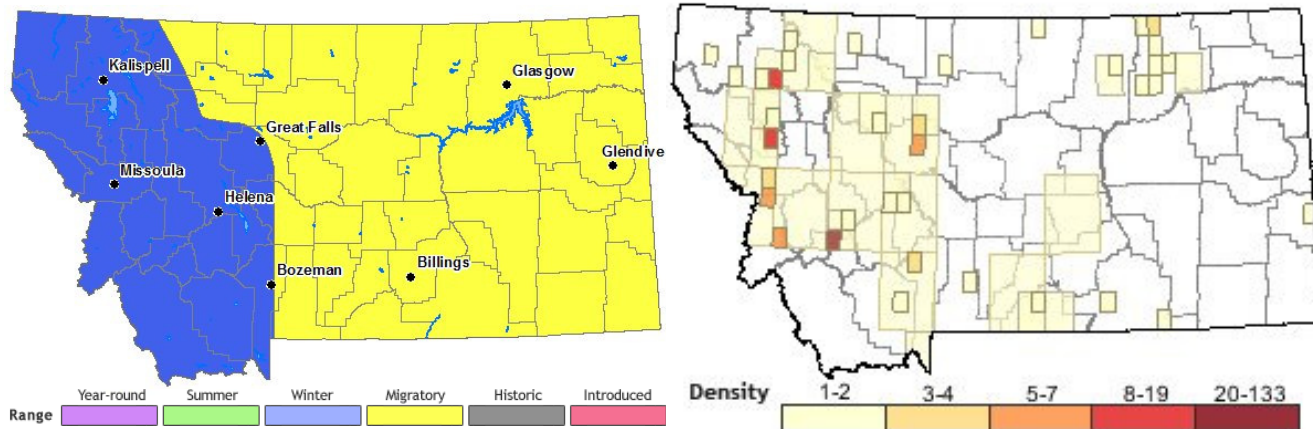 Kalispell
Glasgow
Great Falls
Glendive
Missoula
Helena
Bozeman
Billings
Year-round Summer Winter Migratory Historic Introduced
Range
Density 1-2 3-4 5-7 8-19 20-133